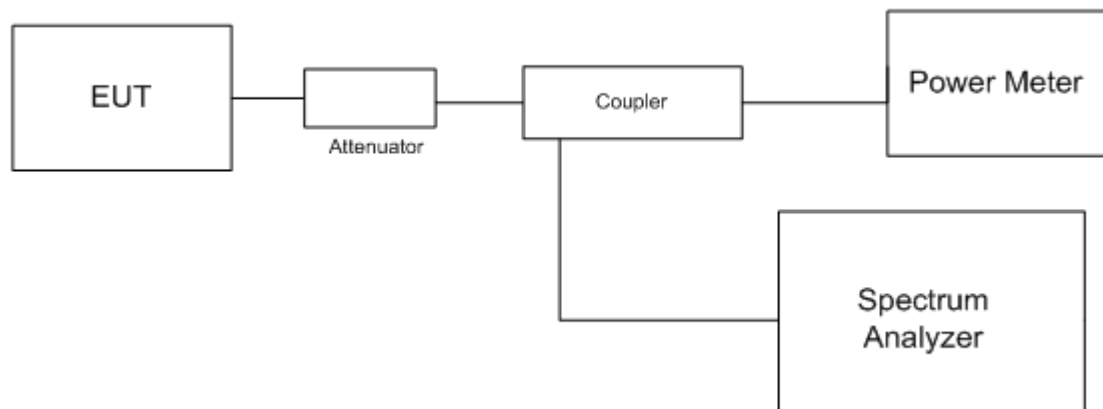 EUT
Attenuator
Coupler
Power Meter
Spectrum
Analyzer